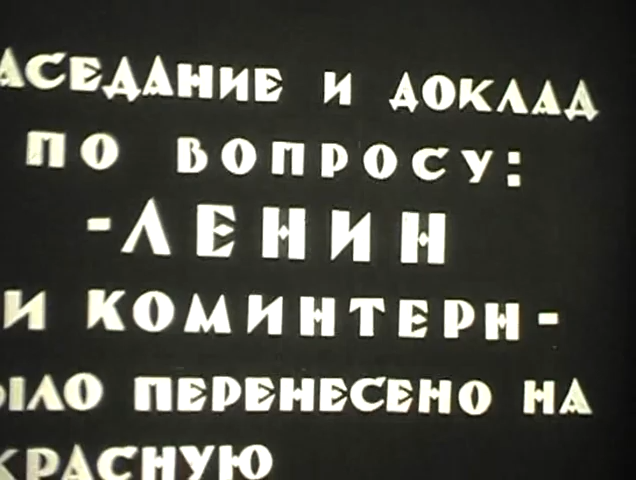 АСЕДАНИЕ И ДОКЛАД
ПО ВОПРОСУ:
-ЛЕНИН
И КОМИНТЕРН-
ЫЛО ПЕРЕНЕСЕНО НА
КРАСНУЮ